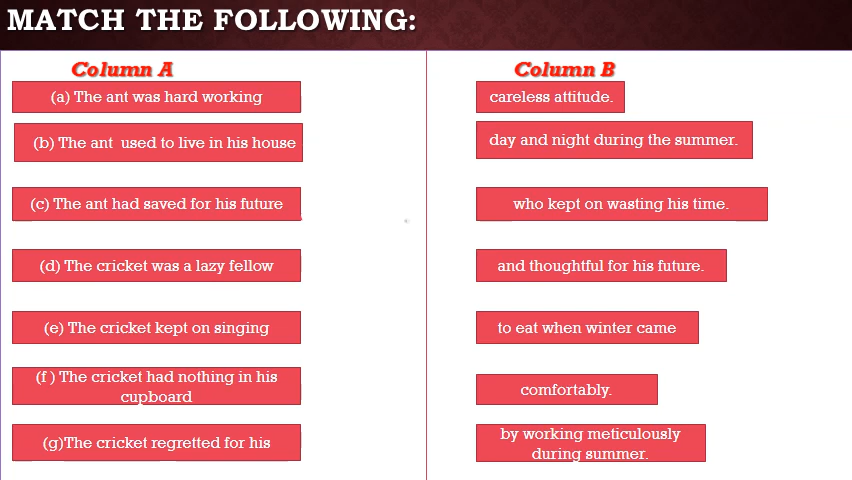 MATCH THE FOLLOWING:
Column A
Column B
(a) The ant was hard working
careless attitude.
(b) The ant used to live in his house
day and night during the summer.
(c) The ant had saved for his future
who kept on wasting his time.
(d) The cricket was a lazy fellow
and thoughtful for his future.
(e) The cricket kept on singing
to eat when winter came
(f ) The cricket had nothing in his
cupboard
comfortably.
(g)The cricket regretted for his
by working meticulously
during summer.